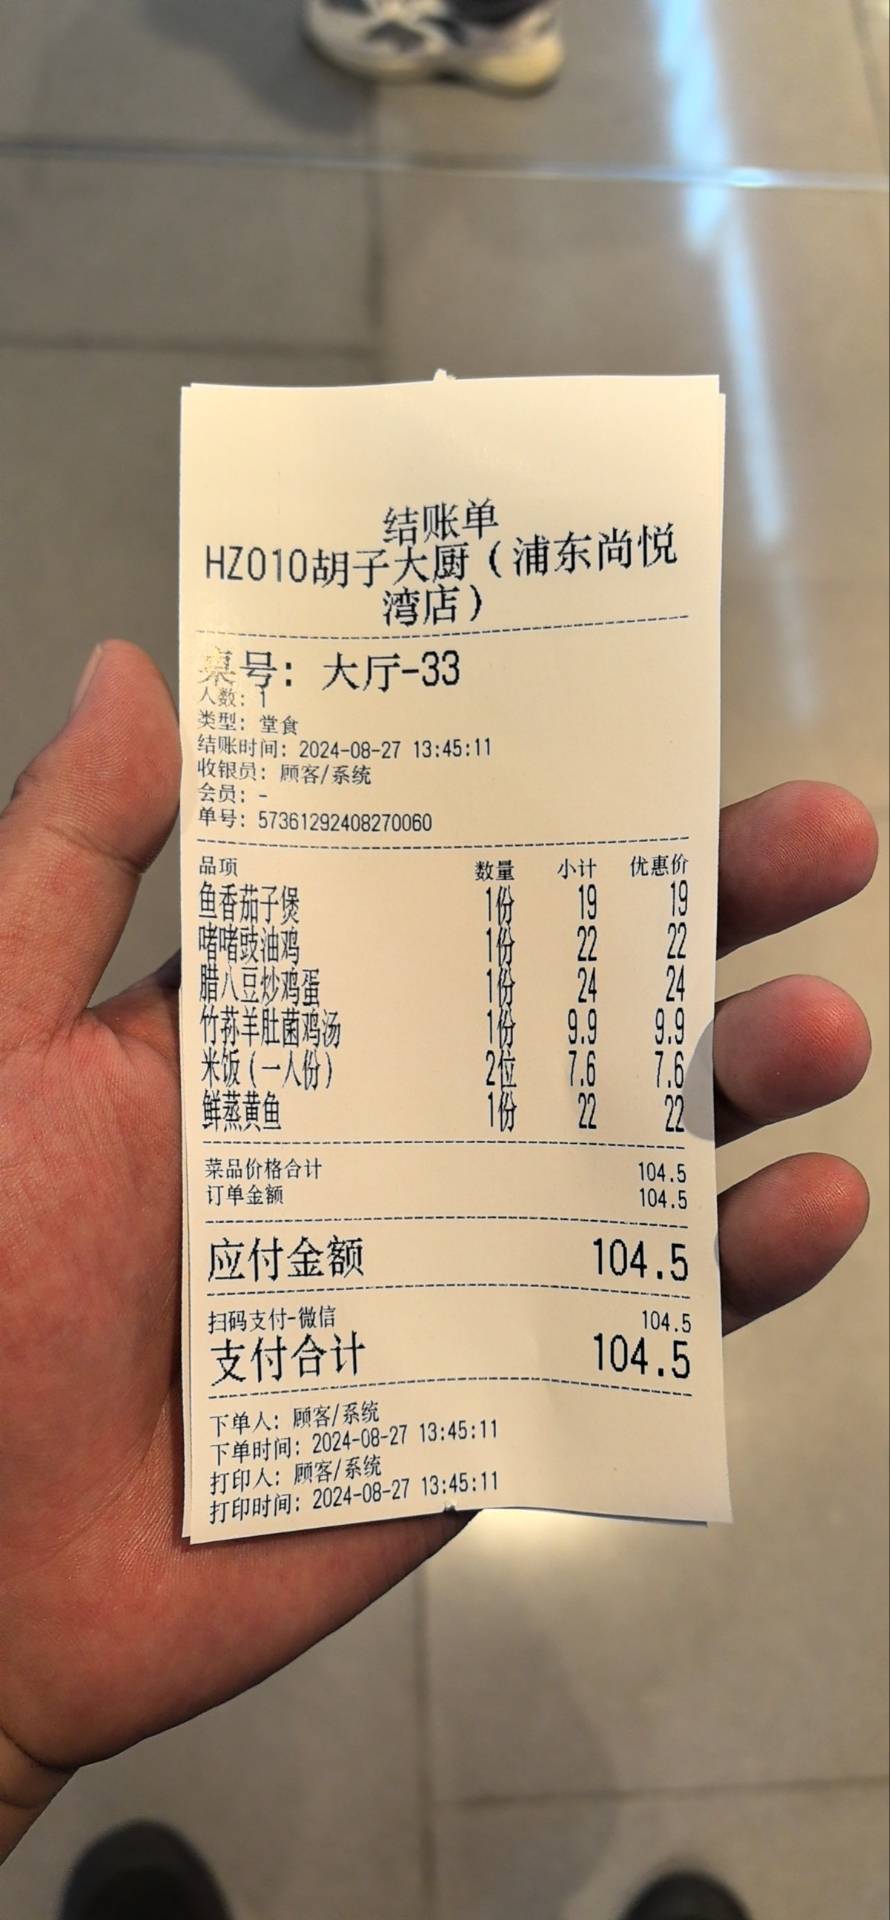 结账单
HZ010胡子大厨（浦东尚悦
湾店）
桌号：大厅-33
人数：1
类型：堂食
结账时间：2024-08-27 13:45:11
收银员：顾客/系统
会员：-
单号：57361292408270060
品项 数量 小计 优惠价
鱼香茄子煲 1份 19 19
啫啫豉油鸡 1份 22 22
腊八豆炒鸡蛋 1份 24 24
竹荪羊肚菌鸡汤 1份 9.9 9.9
米饭（一人份） 2位 7.6 7.6
鲜蒸黄鱼 1份 22 22
菜品价格合计 104.5
订单金额 104.5
应付金额 104.5
扫码支付-微信 104.5
支付合计 104.5
下单人：顾客/系统
下单时间：2024-08-27 13:45:11
打印人：顾客/系统
打印时间：2024-08-27 13:45:11